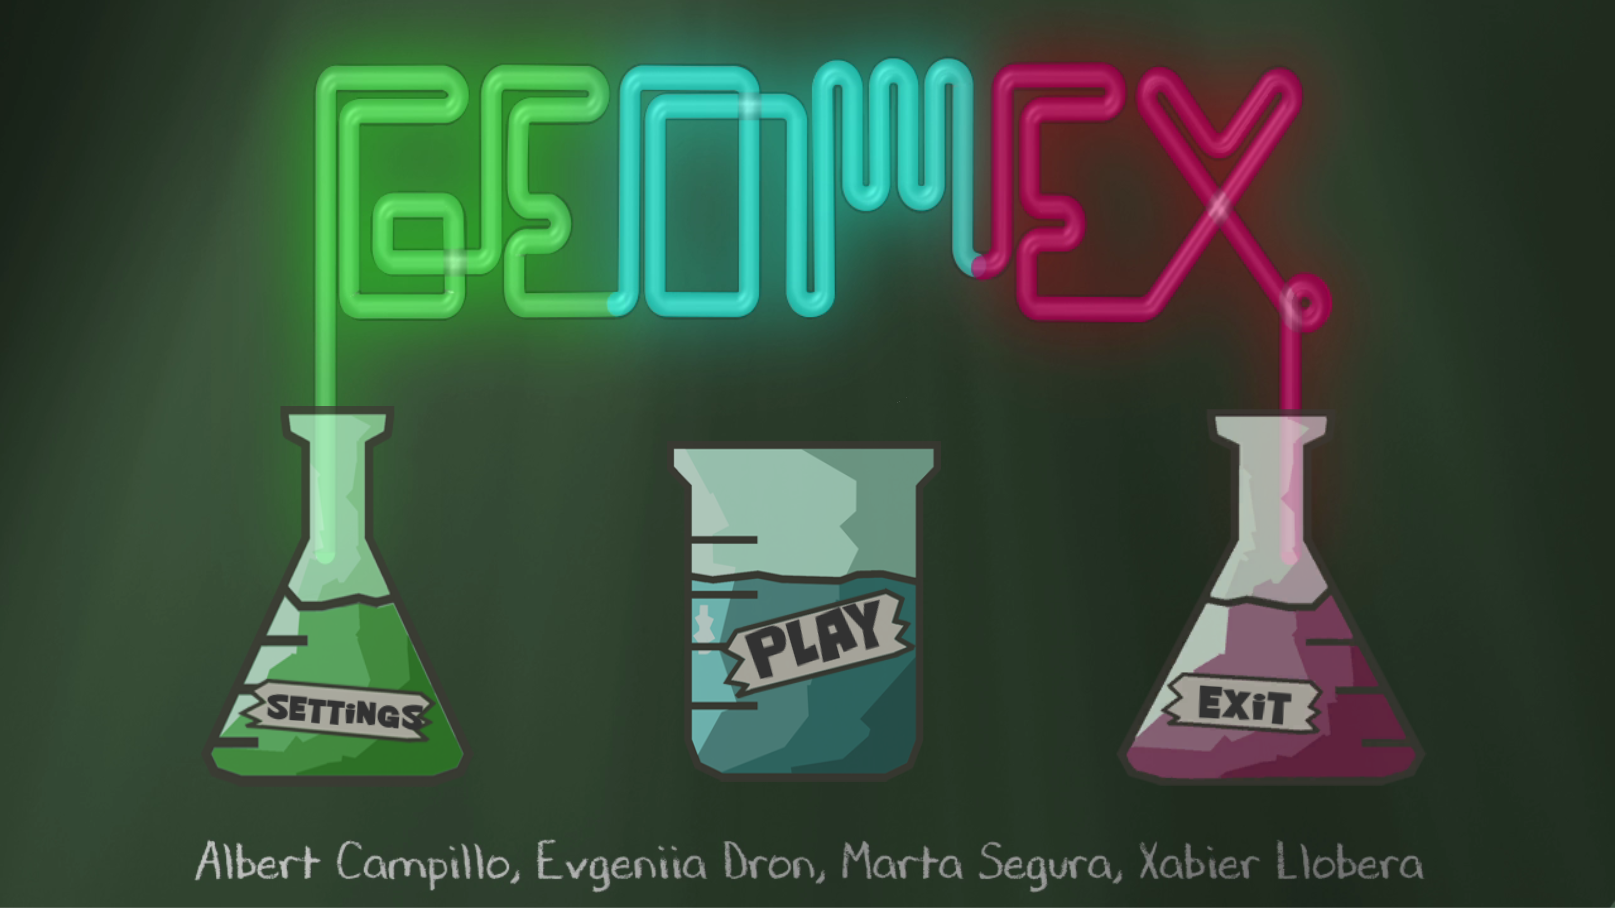 GEOMEX
SETTiNGS
PLAY
EXiT
Albert Campillo, Evgeniia Dron, Marta Segura, Xabier Llobera